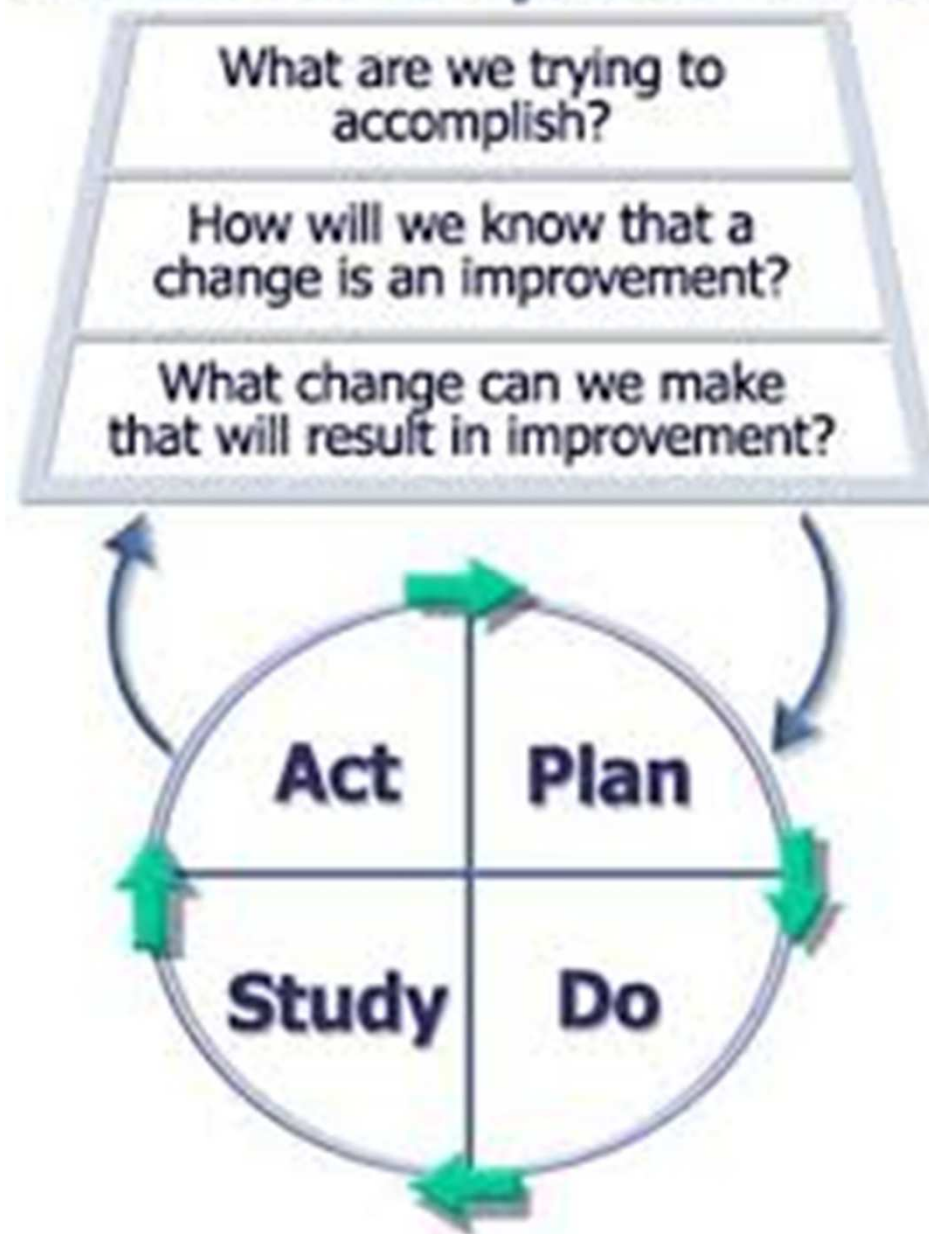 What are we trying to
accomplish?
How will we know that a
change is an improvement?
What change can we make
that will result in improvement?
Act
Plan
Study
Do